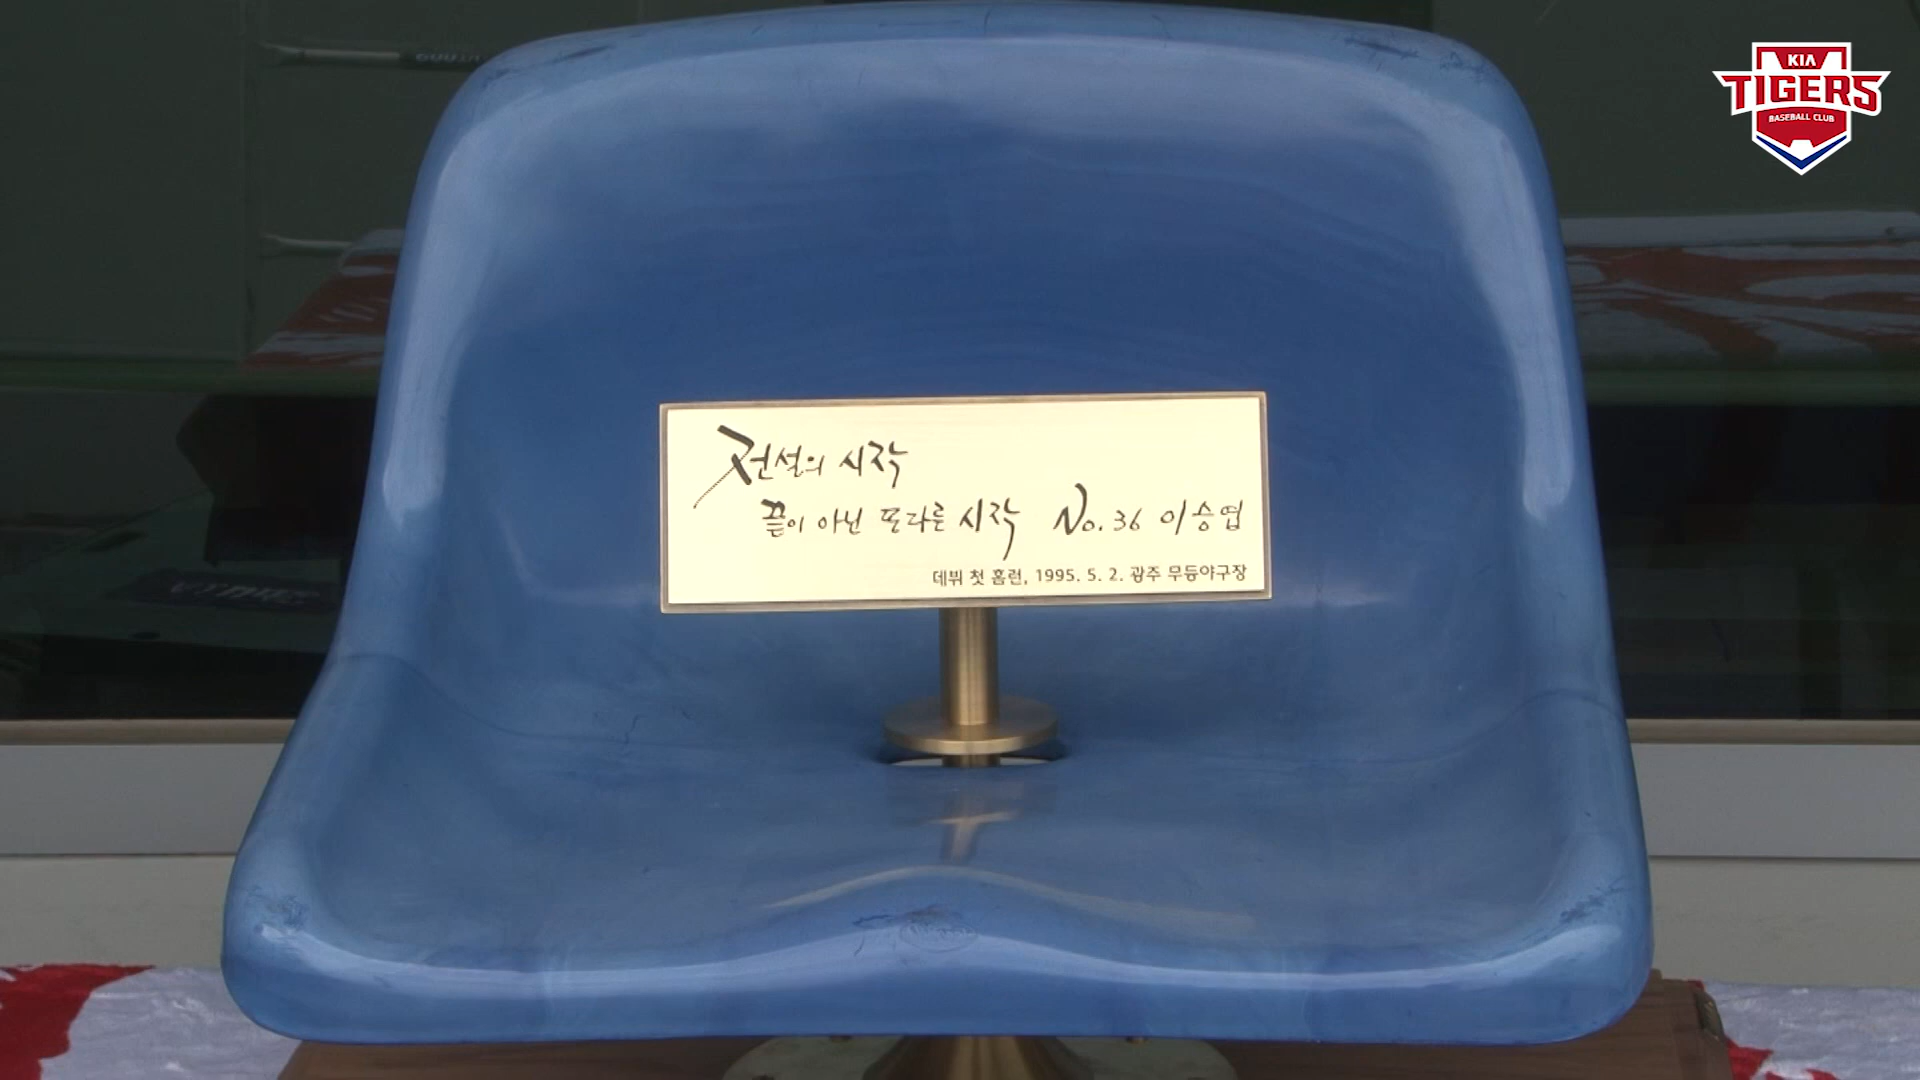 KIA
TIGERS
BASEBALL CLUB
전설의 시작
끝이 아닌 또 다른 시작 No.36 이승엽
데뷔 첫 홈런, 1995. 5. 2. 광주 무등야구장